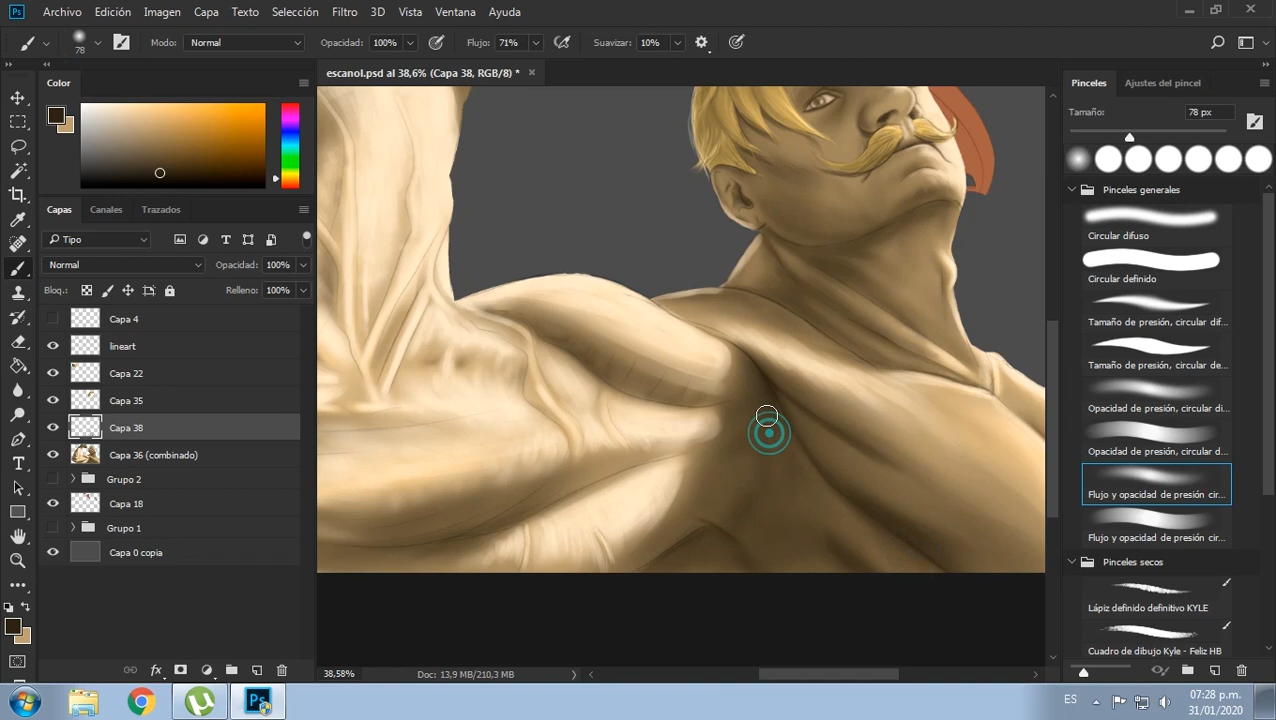 Ps Archivo Edición Imagen Capa Texto Selección Filtro 3D Vista Ventana Ayuda
78 Modo: Normal Opacidad: 100% Flujo: 71% Suavizar: 10%
escanol.psd al 38,6% (Capa 38, RGB/8) *
Color
Capas Canales Trazados
Tipo
Normal Opacidad: 100%
Bloq.: Relleno: 100%
Capa 4
lineart
Capa 22
Capa 35
Capa 38
Capa 36 (combinado)
Grupo 2
Capa 18
Grupo 1
Capa 0 copia
fx
38,58% Doc: 13,9 MB/210,3 MB
Pinceles Ajustes del pincel
Tamaño: 78 px
Pinceles generales
Circular difuso
Circular definido
Tamaño de presión, circular dif...
Tamaño de presión, circular de...
Opacidad de presión, circular di...
Opacidad de presión, circular d...
Flujo y opacidad de presión cir...
Flujo y opacidad de presión cir...
Pinceles secos
Lápiz definido definitivo KYLE
Cuadro de dibujo Kyle - Feliz HB
Ps ES 07:28 p.m.
31/01/2020